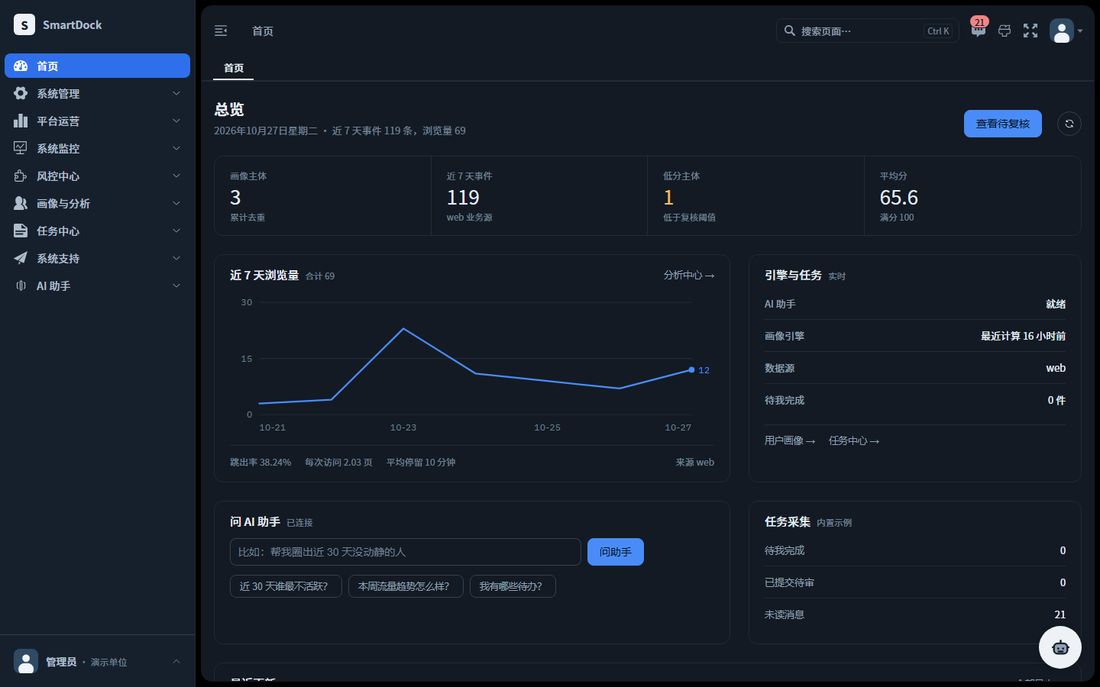 S SmartDock
首页
系统管理
平台运营
系统监控
风控中心
画像与分析
任务中心
系统支持
AI 助手
管理员 · 演示单位
首页
搜索页面… Ctrl K
21
首页
总览
2026年10月27日星期二 · 近 7 天事件 119 条，浏览量 69
查看待复核
画像主体
3
累计去重
近 7 天事件
119
web 业务源
低分主体
1
低于复核阈值
平均分
65.6
满分 100
近 7 天浏览量 合计 69
分析中心 →
30
15
0
12
10-21 10-23 10-25 10-27
跳出率 38.24% 每次访问 2.03 页 平均停留 10 分钟 来源 web
引擎与任务 实时
AI 助手 就绪
画像引擎 最近计算 16 小时前
数据源 web
待我完成 0 件
用户画像 → 任务中心 →
问 AI 助手 已连接
比如：帮我圈出近 30 天没动静的人
问助手
近 30 天谁最不活跃？ 本周流量趋势怎么样？ 我有哪些待办？
任务采集 内置示例
待我完成 0
已提交待审 0
未读消息 21